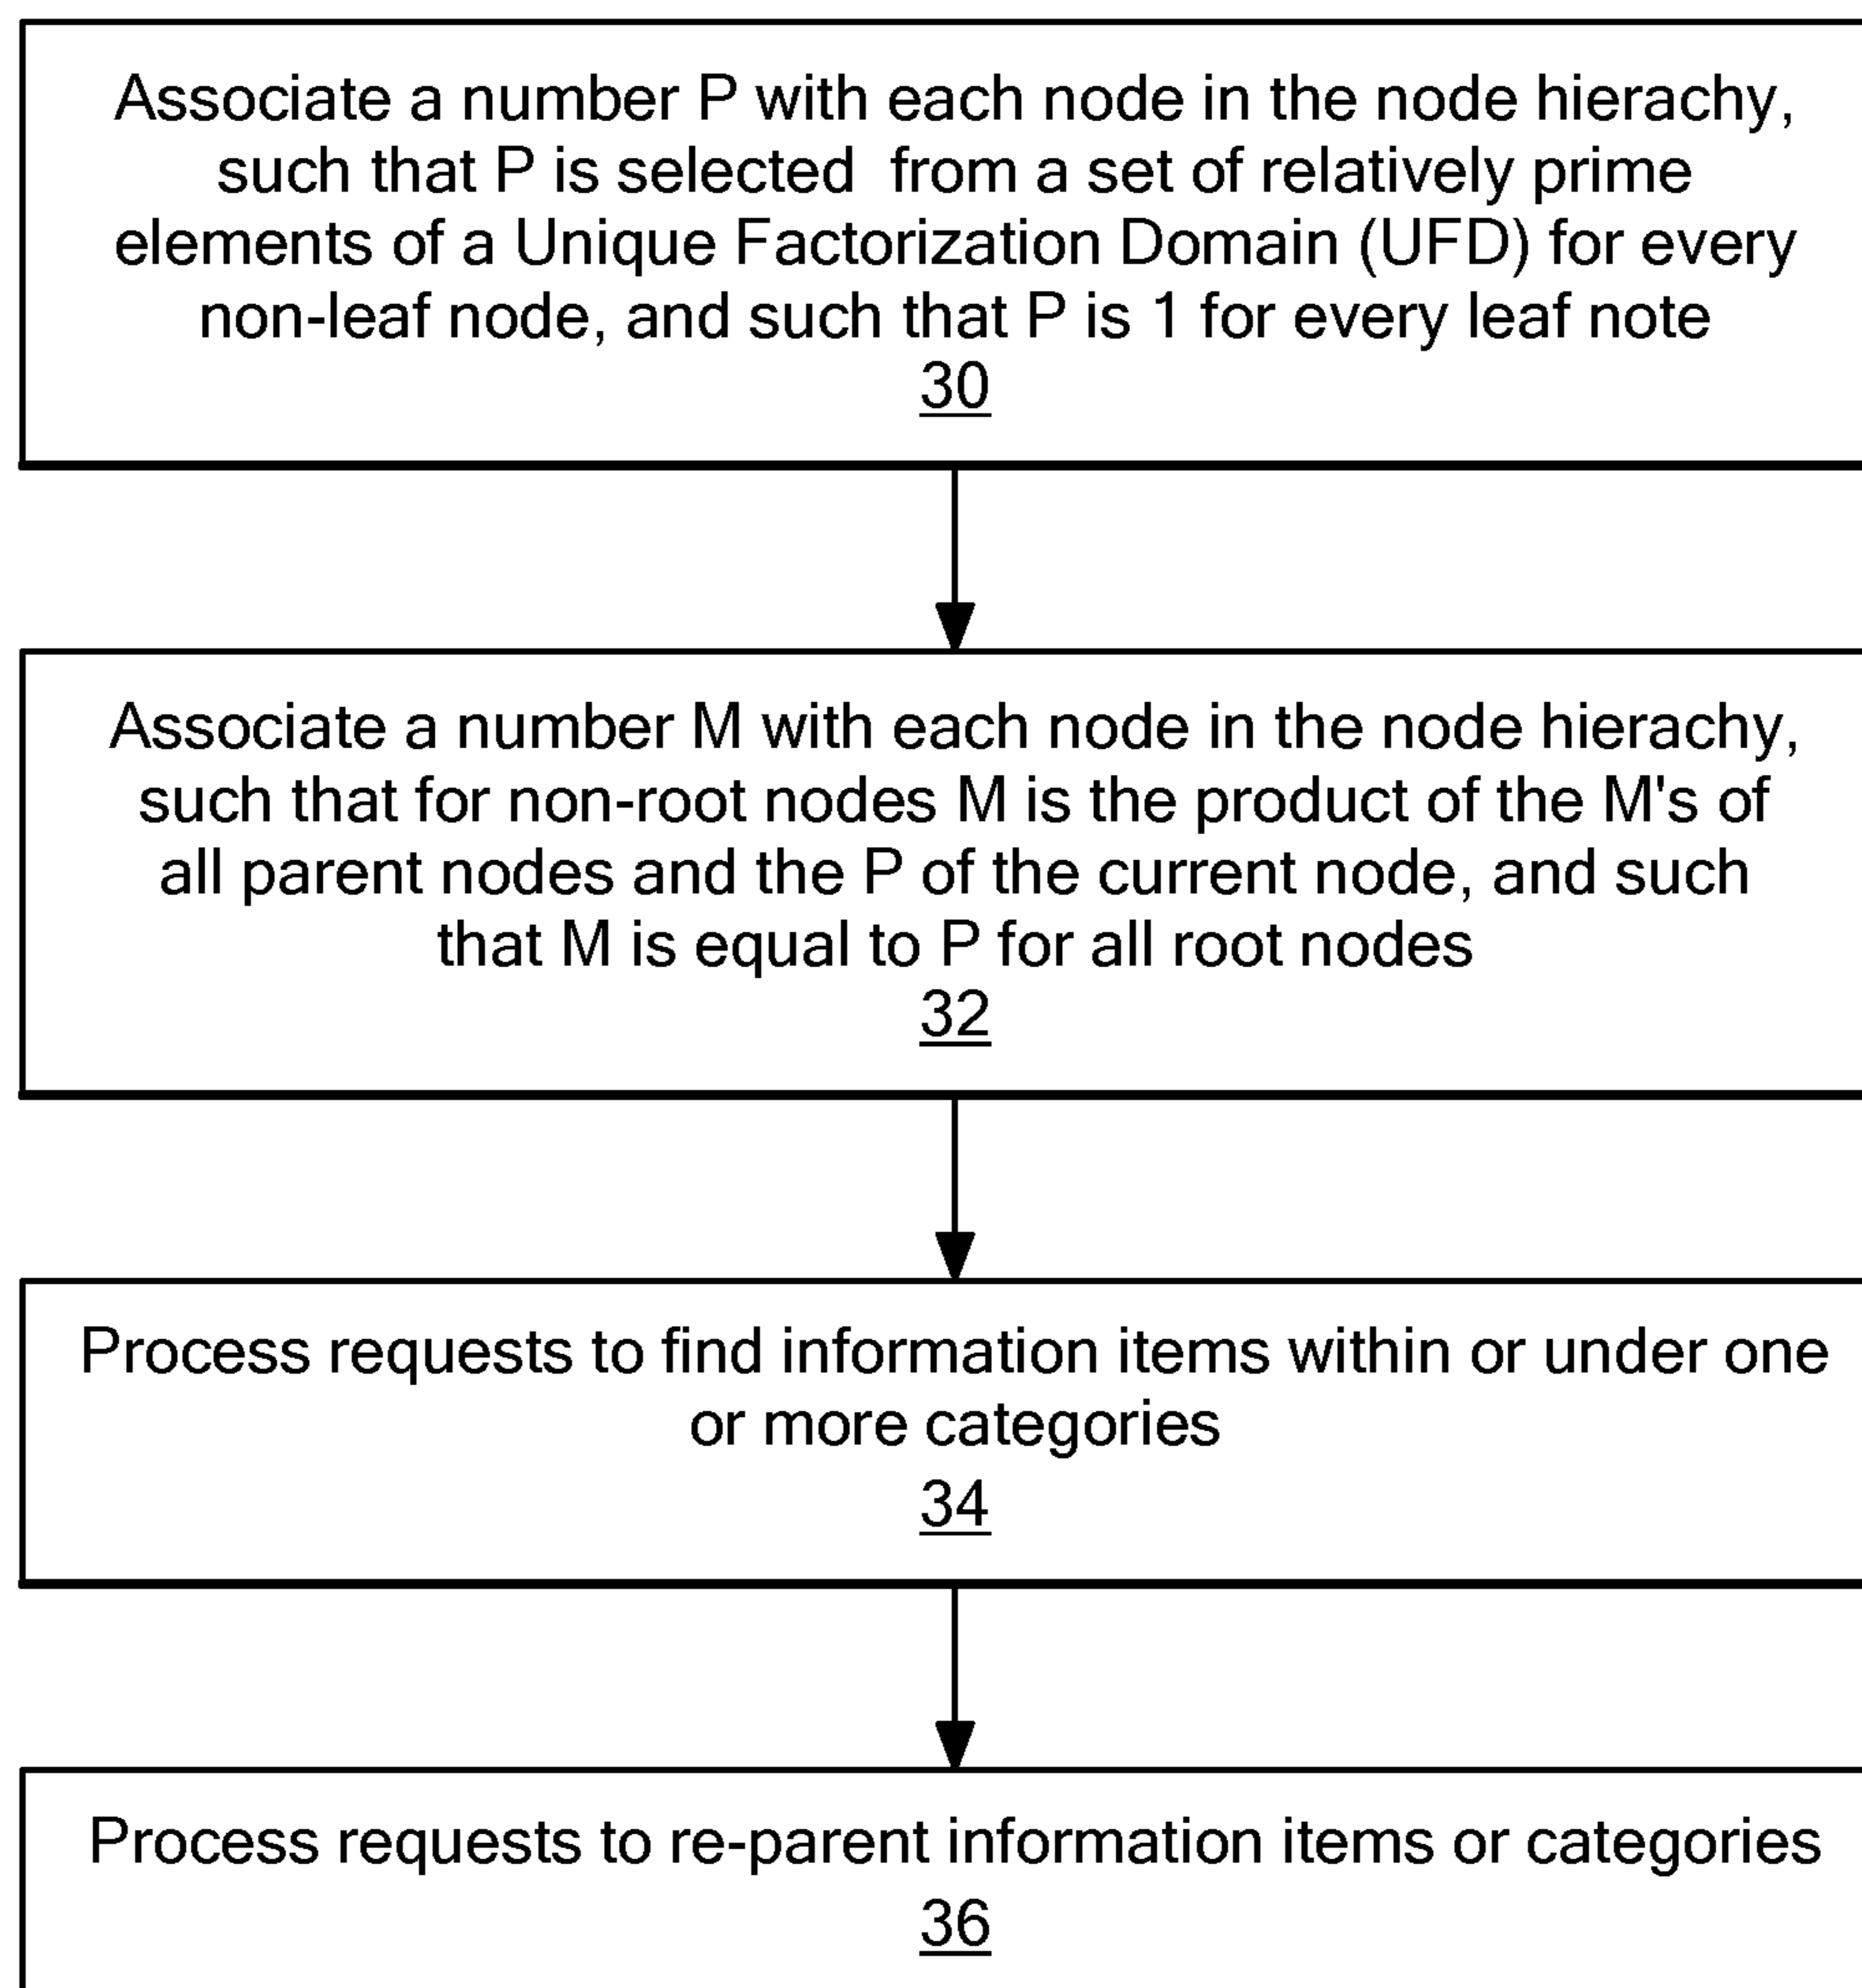 Associate a number P with each node in the node hierachy,
such that P is selected from a set of relatively prime
elements of a Unique Factorization Domain (UFD) for every
non-leaf node, and such that P is 1 for every leaf note
30
Associate a number M with each node in the node hierachy,
such that for non-root nodes M is the product of the M's of
all parent nodes and the P of the current node, and such
that M is equal to P for all root nodes
32
Process requests to find information items within or under one
or more categories
34
Process requests to re-parent information items or categories
36